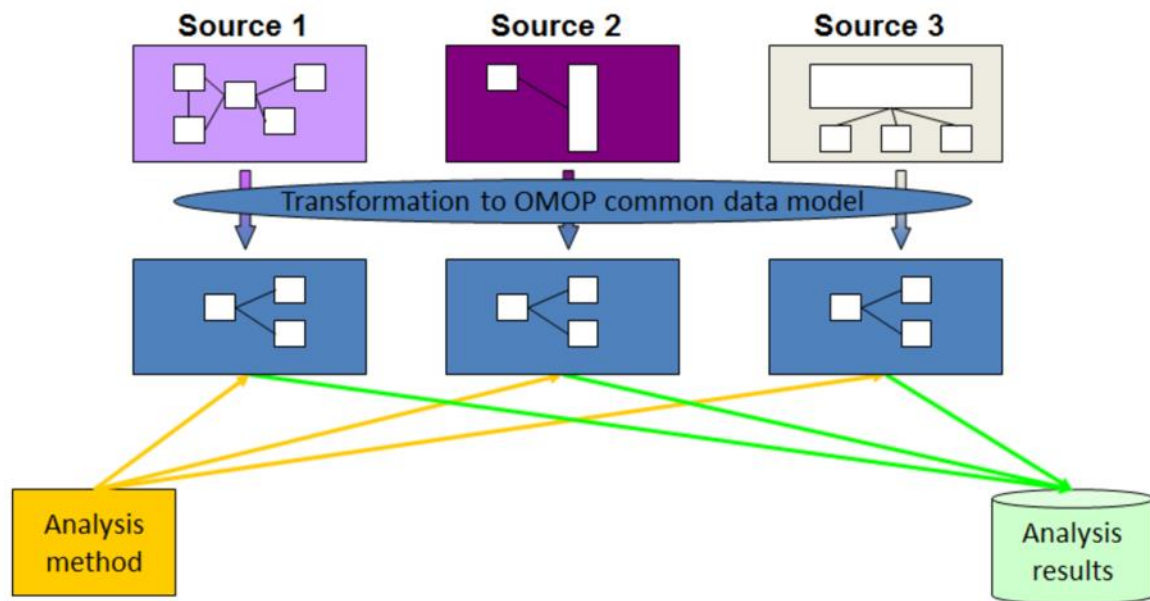 Source 1
Source 2
Source 3
Transformation to OMOP common data model
Analysis
method
Analysis
results